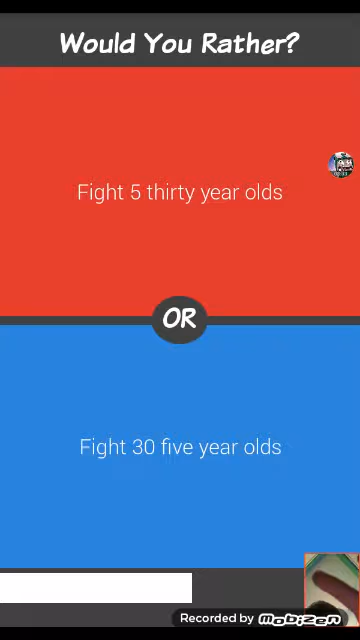 Would You Rather?
Fight 5 thirty year olds
OR
Fight 30 five year olds
Recorded by Mobizen